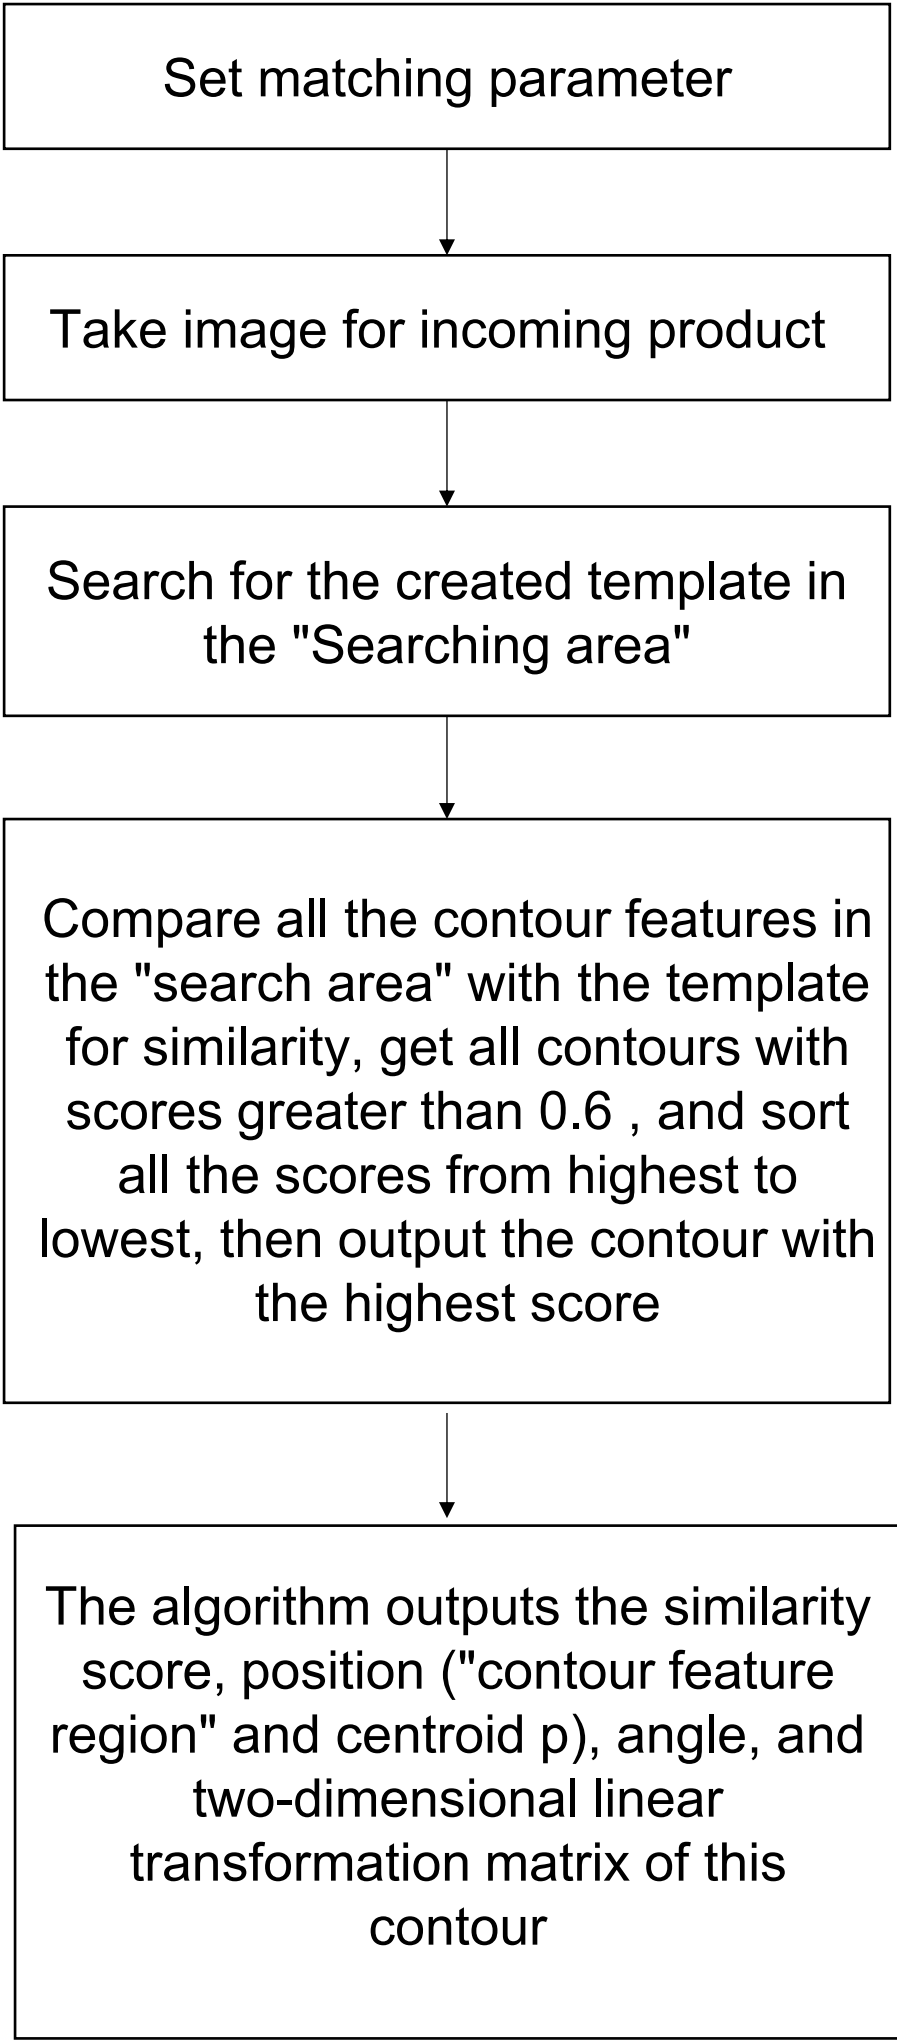 Set matching parameter
Take image for incoming product
Search for the created template in
the "Searching area"
Compare all the contour features in
the "search area" with the template
for similarity, get all contours with
scores greater than 0.6 , and sort
all the scores from highest to
lowest, then output the contour with
the highest score
The algorithm outputs the similarity
score, position ("contour feature
region" and centroid p), angle, and
two-dimensional linear
transformation matrix of this
contour